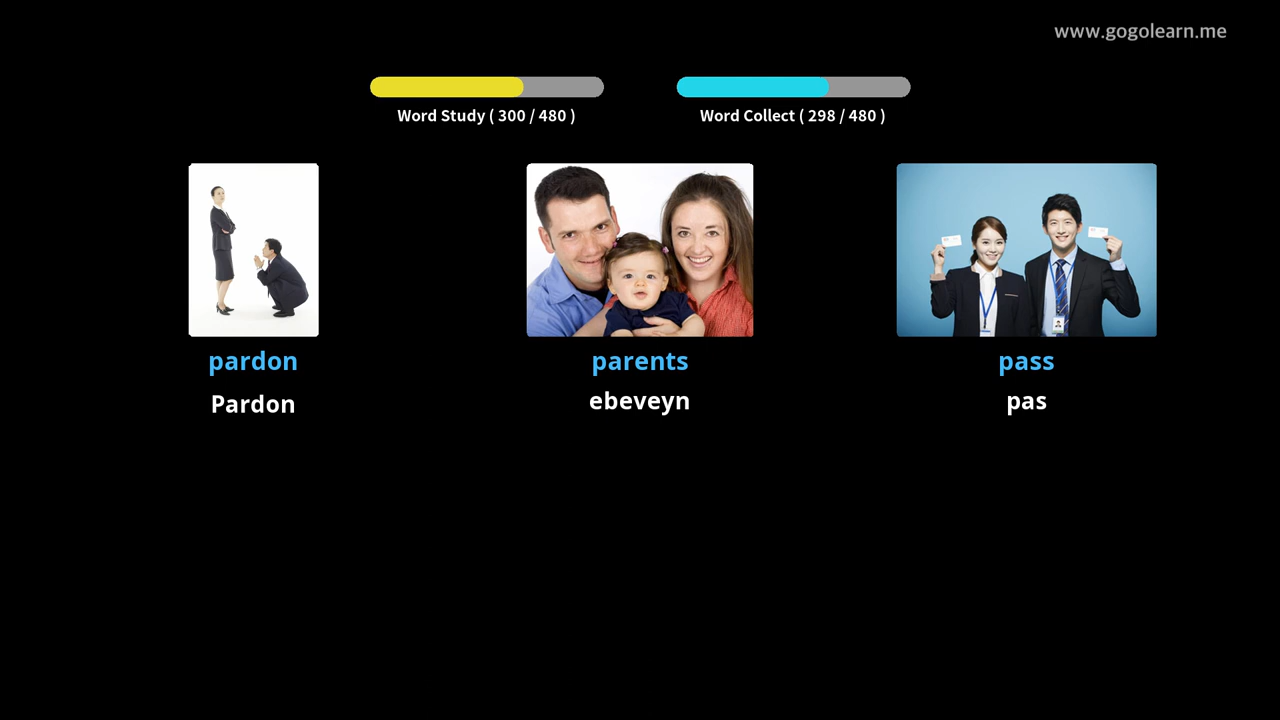 www.gogolearn.me
Word Study ( 300 / 480 )
Word Collect ( 298 / 480 )
pardon
Pardon
parents
ebeveyn
pass
pas